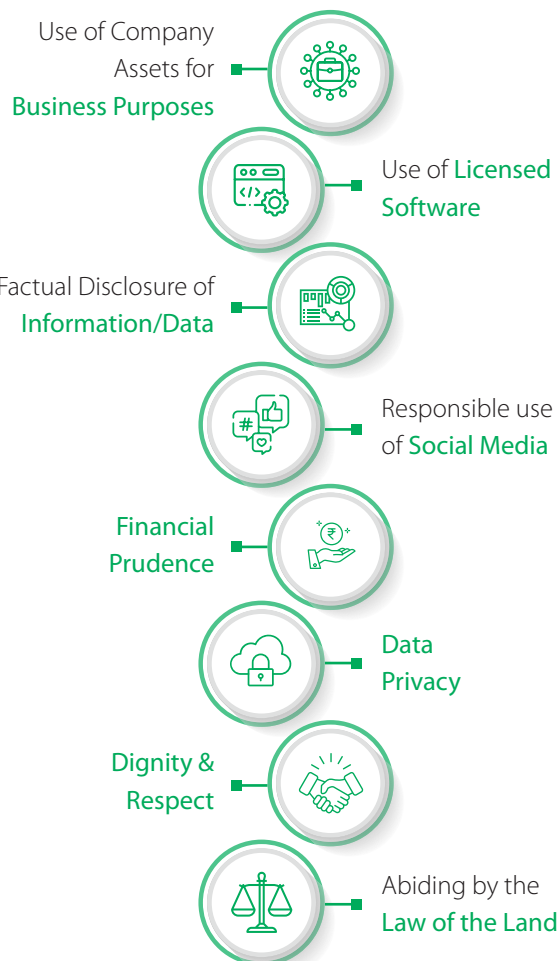 Use of Company
Assets for
Business Purposes
Use of Licensed
Software
Factual Disclosure of
Information/Data
Responsible use
of Social Media
Financial
Prudence
Data
Privacy
Dignity &
Respect
Abiding by the
Law of the Land